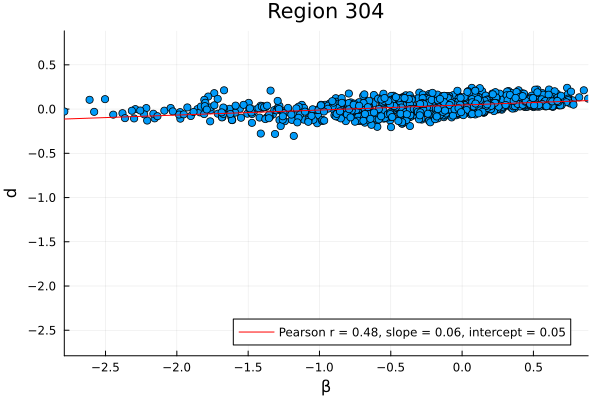 Region 304
0.5
0.0
−0.5
−1.0
−1.5
−2.0
−2.5
d
−2.5 −2.0 −1.5 −1.0 −0.5 0.0 0.5
β
Pearson r = 0.48, slope = 0.06, intercept = 0.05